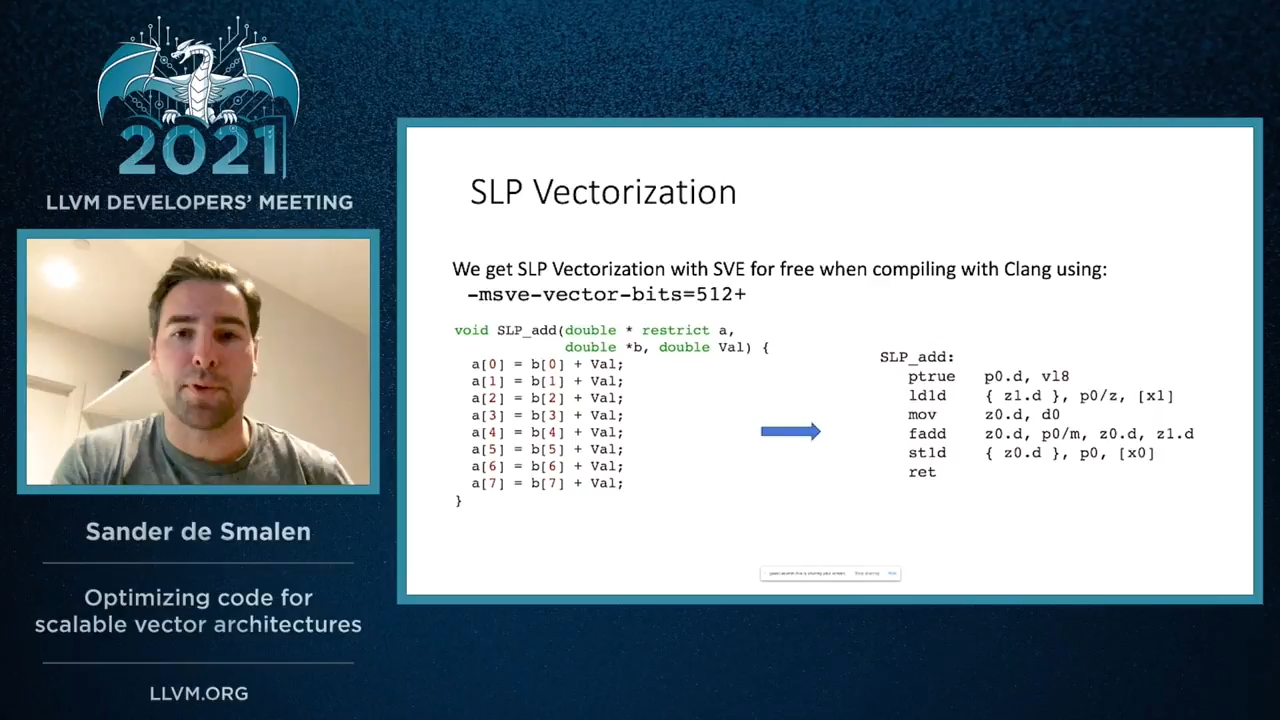 2021
LLVM DEVELOPERS' MEETING
Sander de Smalen
Optimizing code for
scalable vector architectures
LLVM.ORG
SLP Vectorization
We get SLP Vectorization with SVE for free when compiling with Clang using:
-msve-vector-bits=512+
void SLP_add(double * restrict a,
double *b, double Val) {
a[0] = b[0] + Val;
a[1] = b[1] + Val;
a[2] = b[2] + Val;
a[3] = b[3] + Val;
a[4] = b[4] + Val;
a[5] = b[5] + Val;
a[6] = b[6] + Val;
a[7] = b[7] + Val;
}
SLP_add:
ptrue p0.d, vl8
ld1d { z1.d }, p0/z, [x1]
mov z0.d, d0
fadd z0.d, p0/m, z0.d, z1.d
st1d { z0.d }, p0, [x0]
ret
Stop sharing
Hide